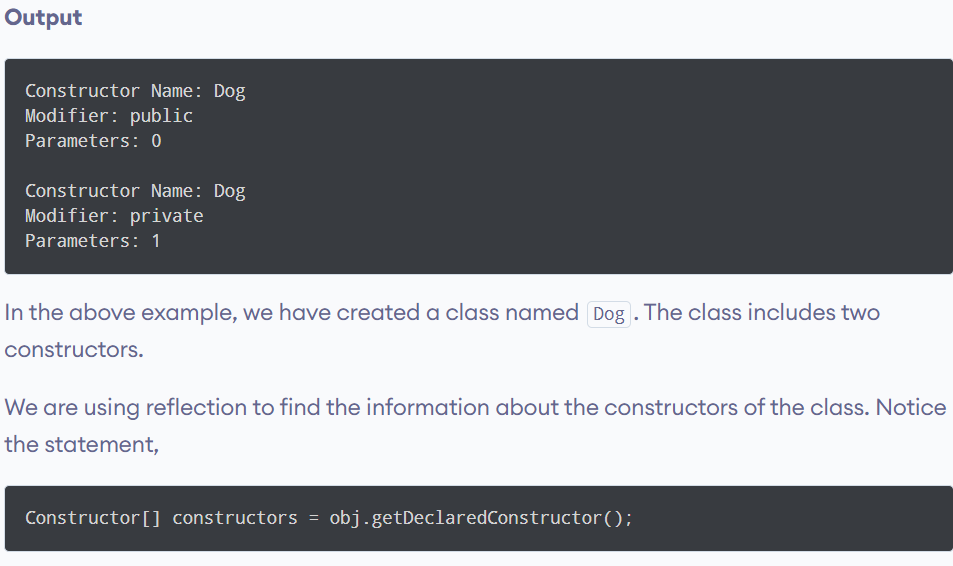 Output
Constructor Name: Dog
Modifier: public
Parameters: 0
Constructor Name: Dog
Modifier: private
Parameters: 1
In the above example, we have created a class named Dog. The class includes two
constructors.
We are using reflection to find the information about the constructors of the class. Notice
the statement,
Constructor[] constructors = obj.getDeclaredConstructor();